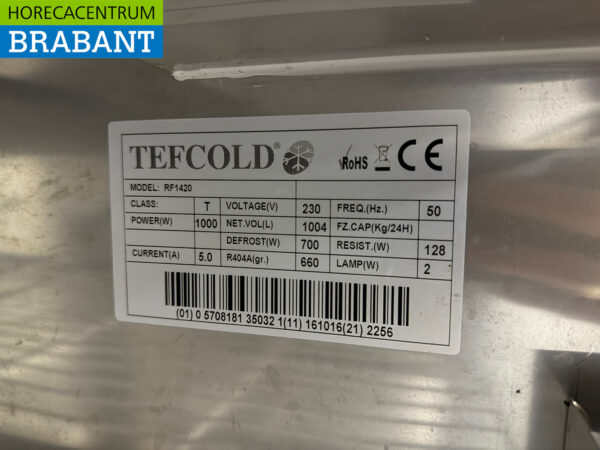 HORECACENTRUM
BRABANT
TEFCOLD® RoHS CE
MODEL: RF1420
CLASS: T VOLTAGE(V) 230 FREQ.(Hz.) 50
POWER(W) 1000 NET.VOL(L) 1004 FZ.CAP(Kg/24H)
DEFROST(W) 700 RESIST.(W) 128
CURRENT(A) 5.0 R404A(gr.) 660 LAMP(W) 2
(01) 0 5708181 35032 1(11) 161016(21) 2256